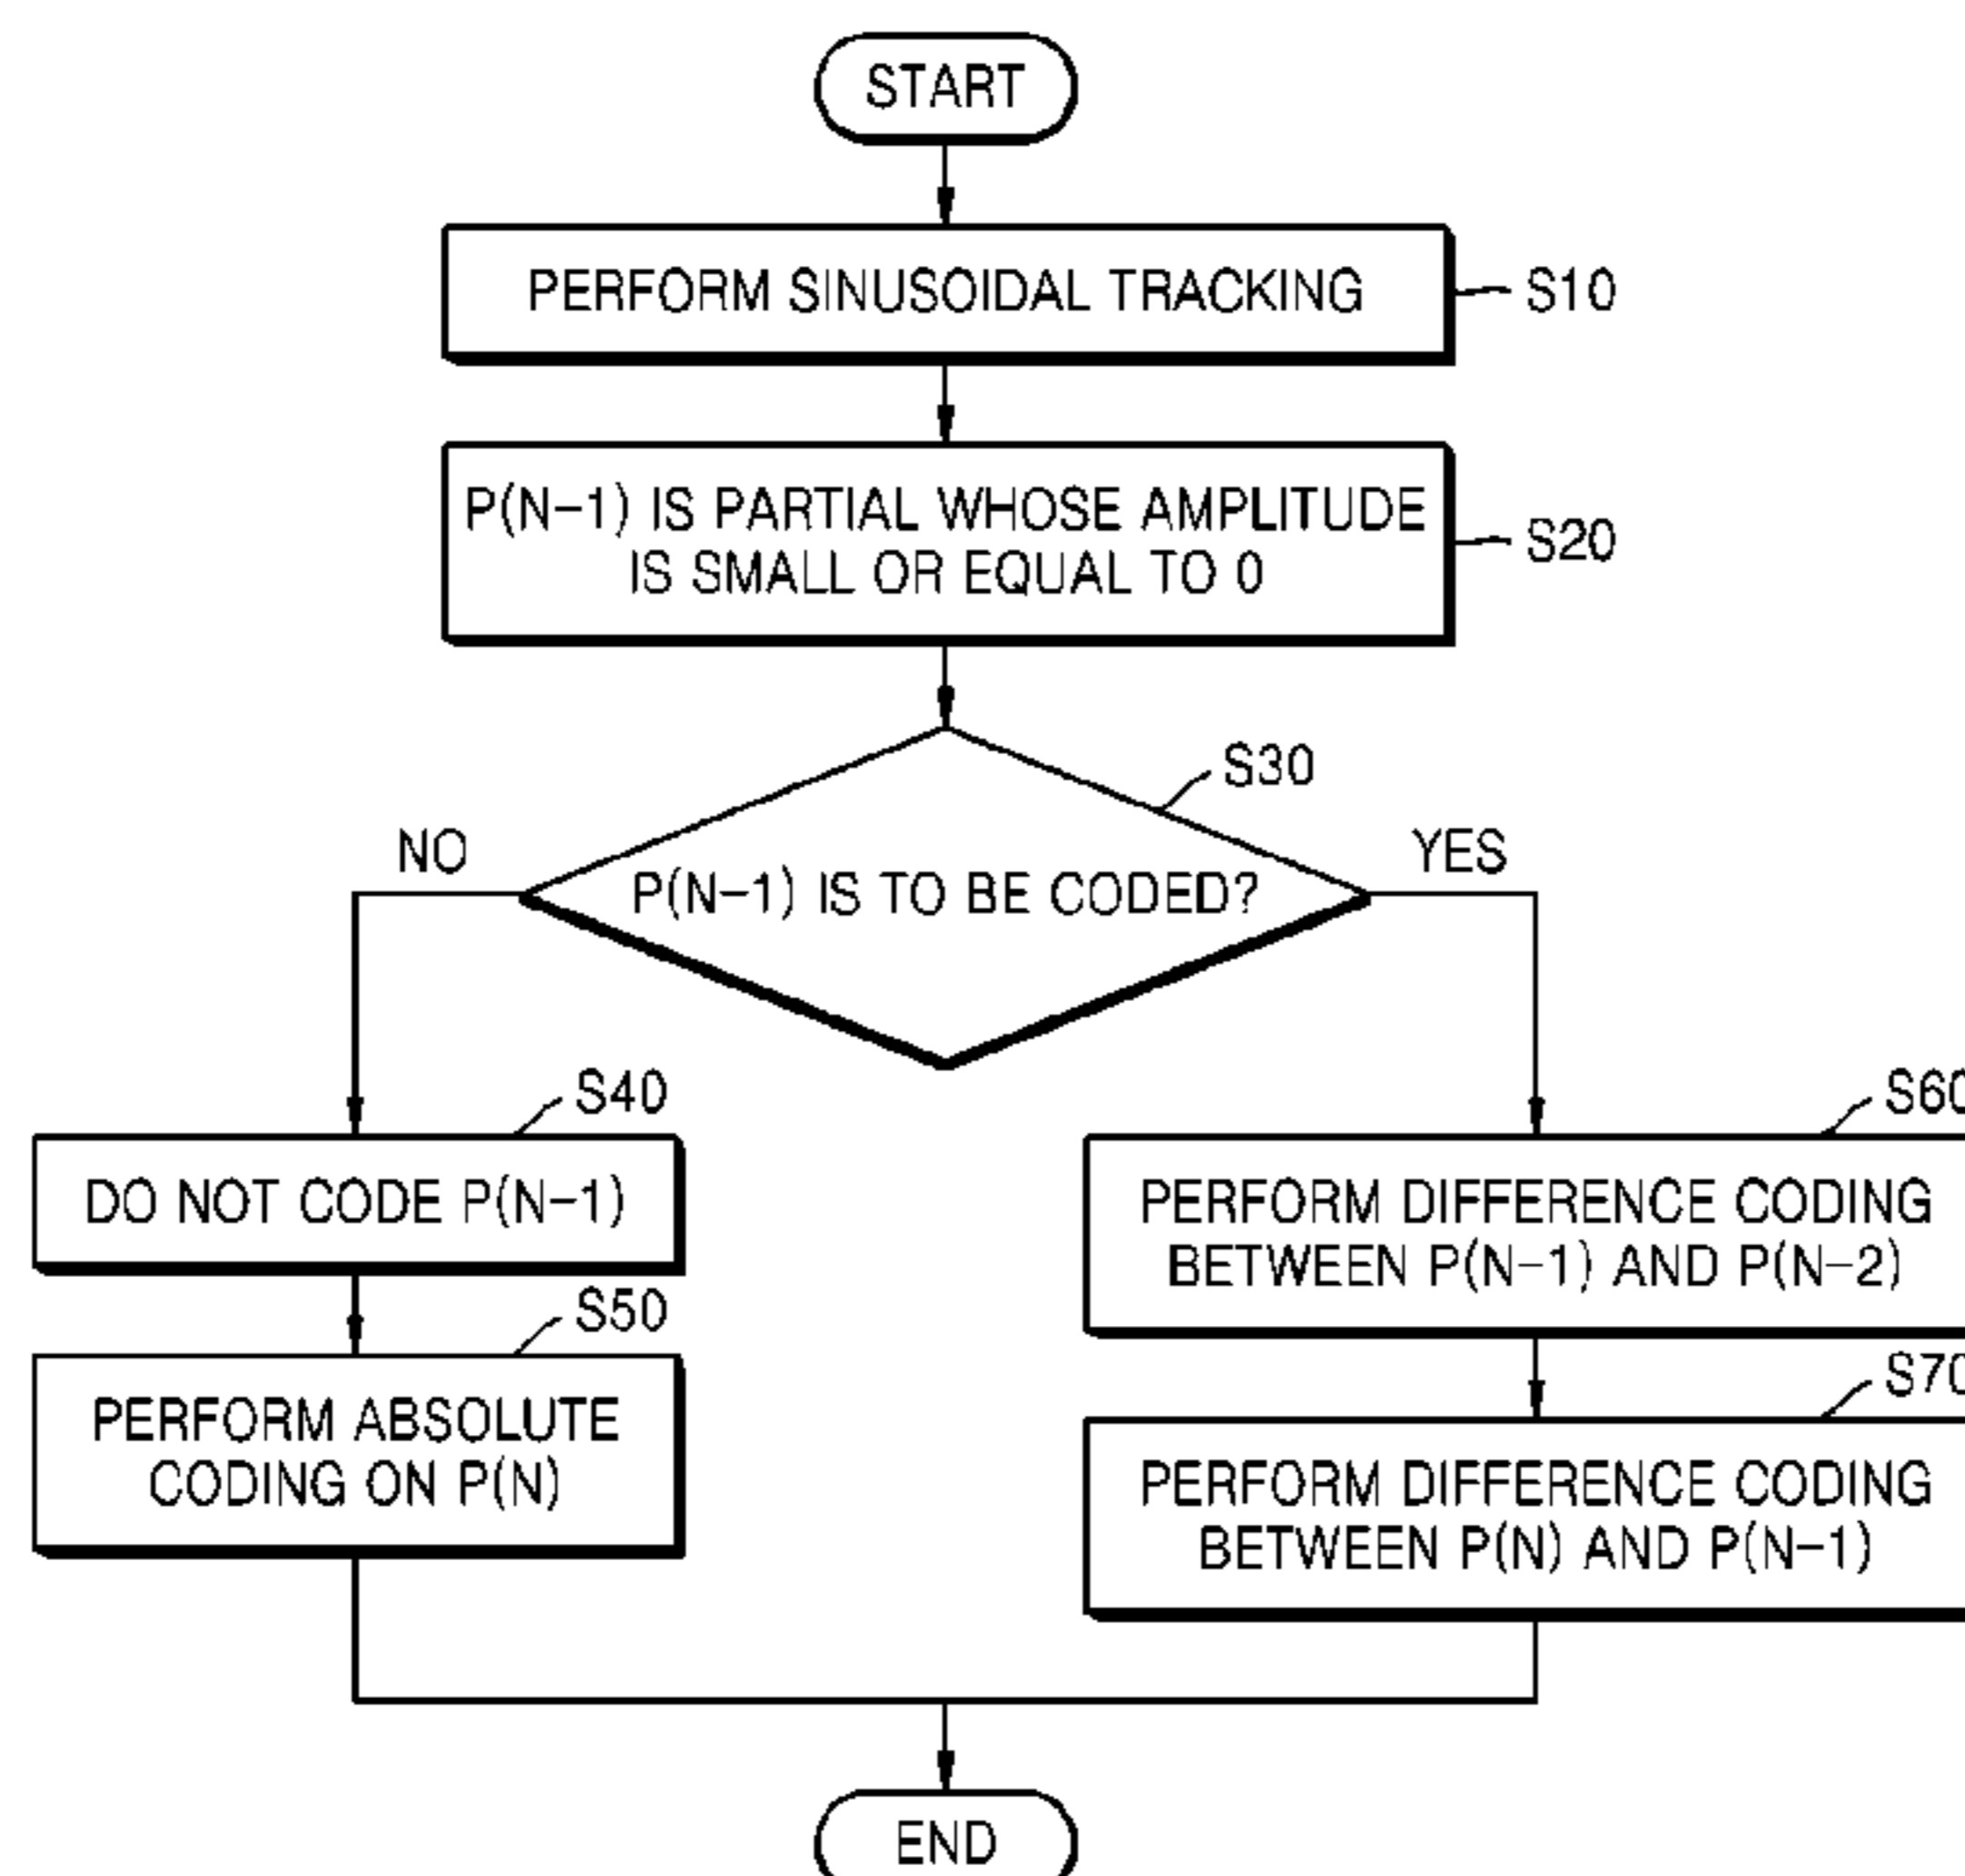 START
PERFORM SINUSOIDAL TRACKING
S10
P(N-1) IS PARTIAL WHOSE AMPLITUDE
IS SMALL OR EQUAL TO 0
S20
S30
NO
P(N-1) IS TO BE CODED?
YES
S40
DO NOT CODE P(N-1)
S50
PERFORM ABSOLUTE
CODING ON P(N)
S60
PERFORM DIFFERENCE CODING
BETWEEN P(N-1) AND P(N-2)
S70
PERFORM DIFFERENCE CODING
BETWEEN P(N) AND P(N-1)
END